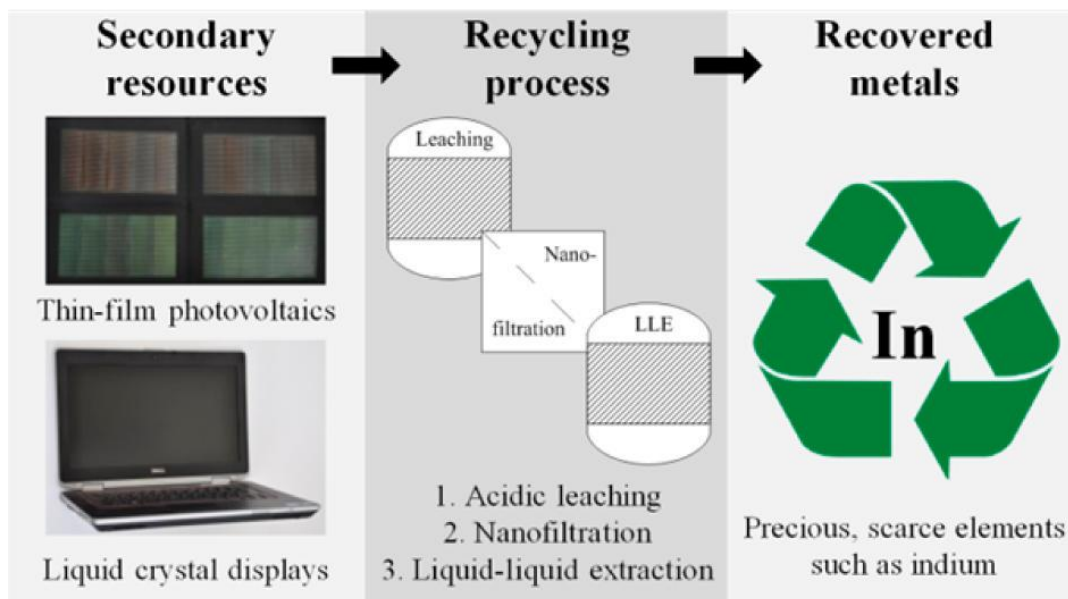 Secondary
resources
Thin-film photovoltaics
Liquid crystal displays
Recycling
process
Leaching
Nano-
filtration
LLE
1. Acidic leaching
2. Nanofiltration
3. Liquid-liquid extraction
Recovered
metals
In
Precious, scarce elements
such as indium